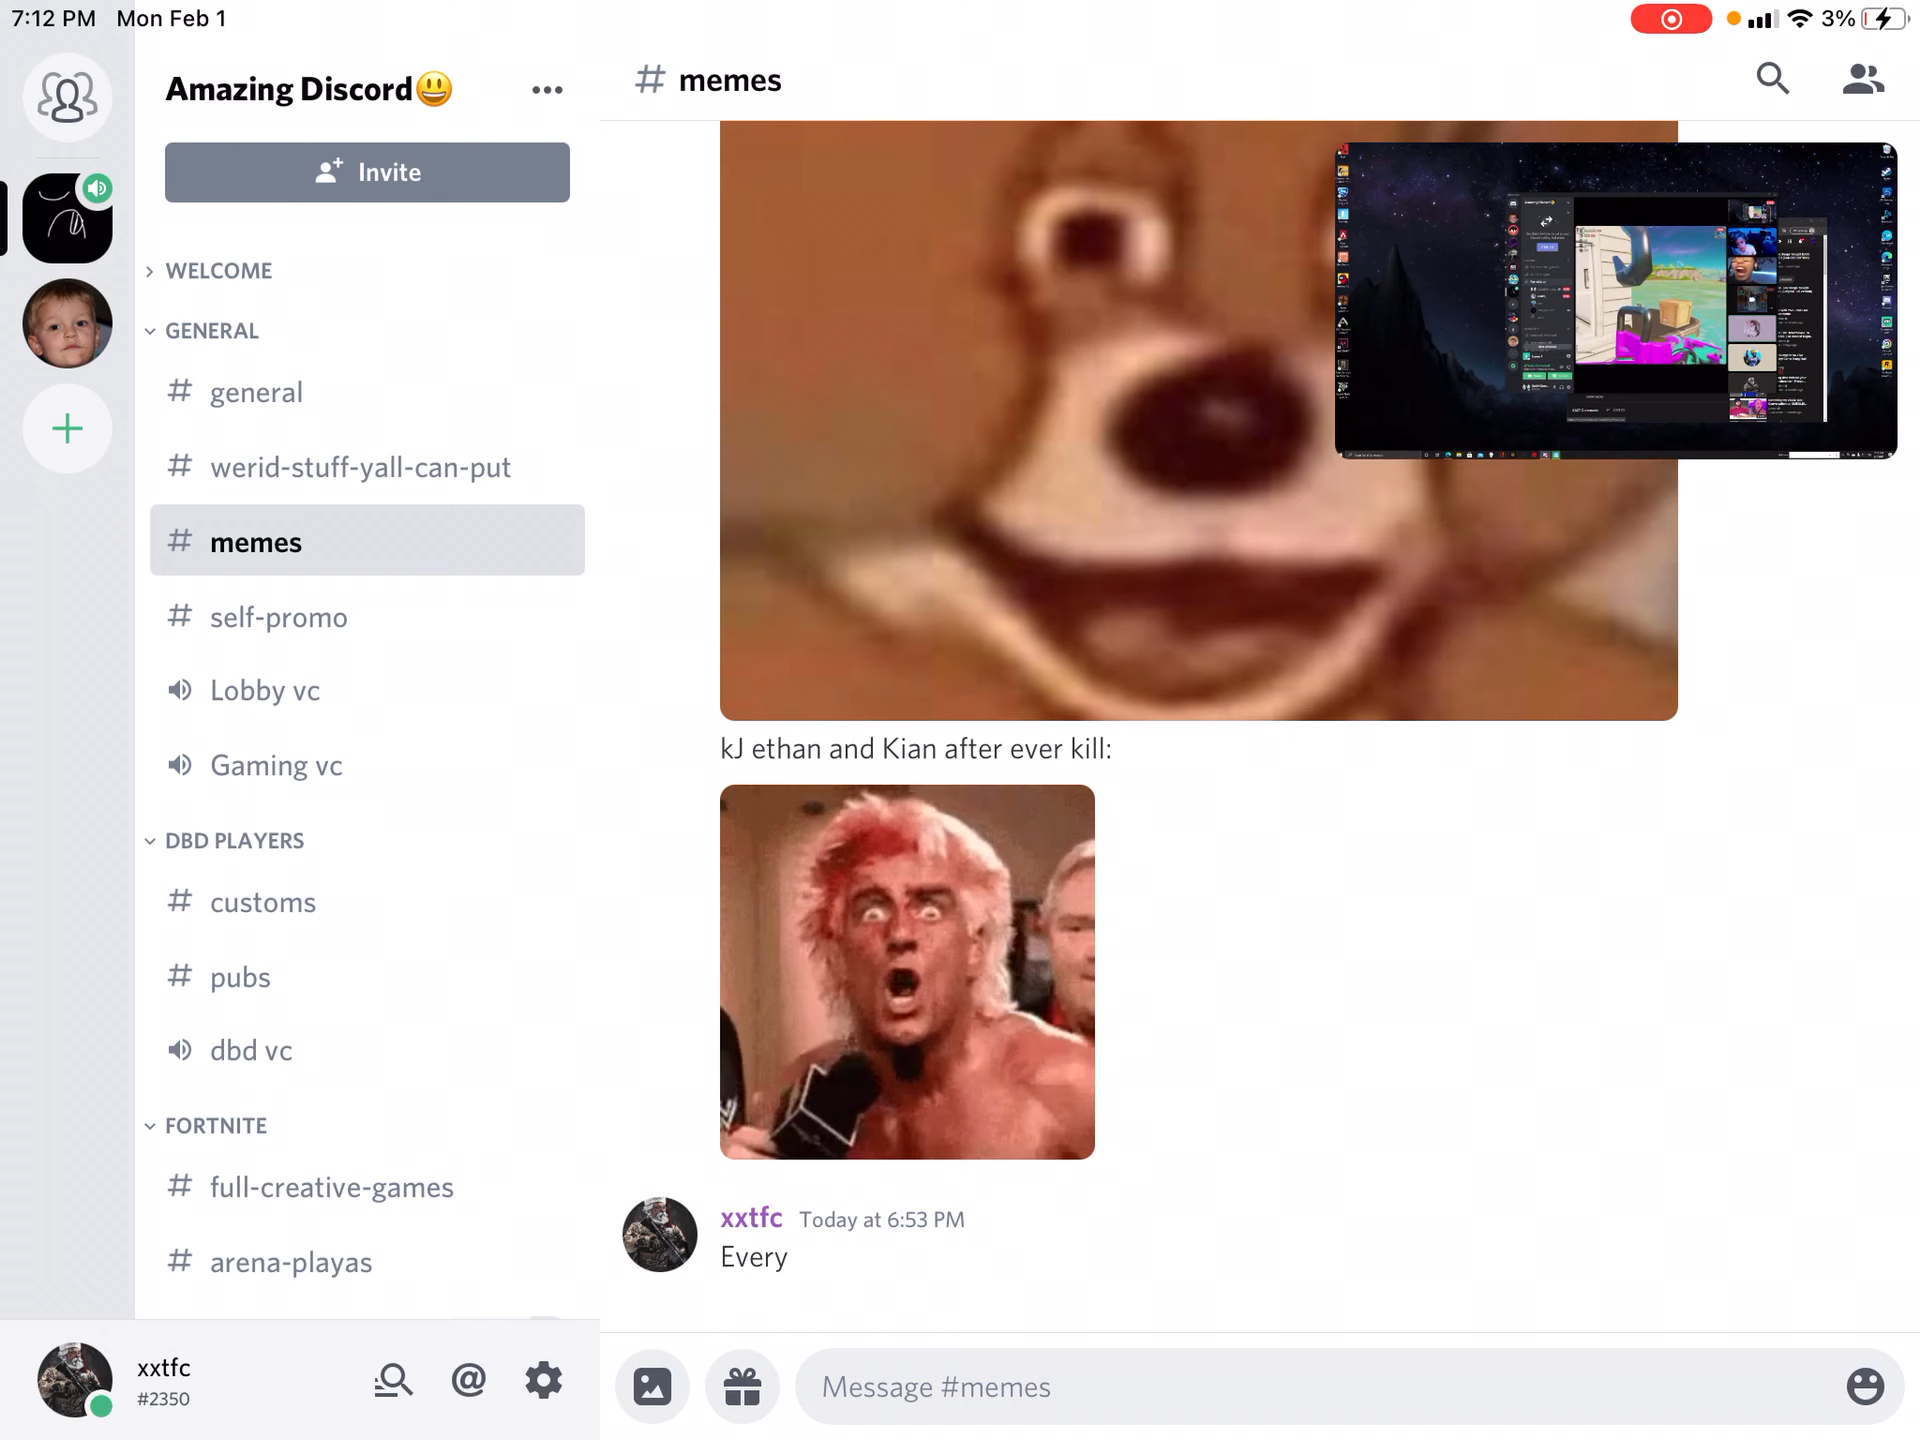 7:12 PM Mon Feb 1
3%
Amazing Discord😃
Invite
WELCOME
GENERAL
general
werid-stuff-yall-can-put
memes
self-promo
Lobby vc
Gaming vc
DBD PLAYERS
customs
pubs
dbd vc
FORTNITE
full-creative-games
arena-playas
xxtfc
#2350
memes
kJ ethan and Kian after ever kill:
xxtfc Today at 6:53 PM
Every
Message #memes